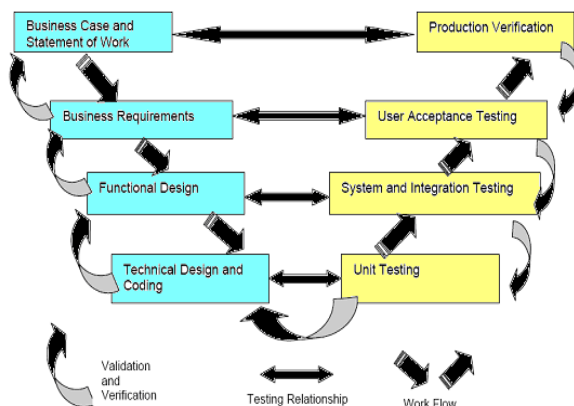 Business Case and
Statement of Work
Production Verification
Business Requirements
User Acceptance Testing
Functional Design
System and Integration Testing
Technical Design and
Coding
Unit Testing
Validation
and
Verification
Testing Relationship
Work Flow